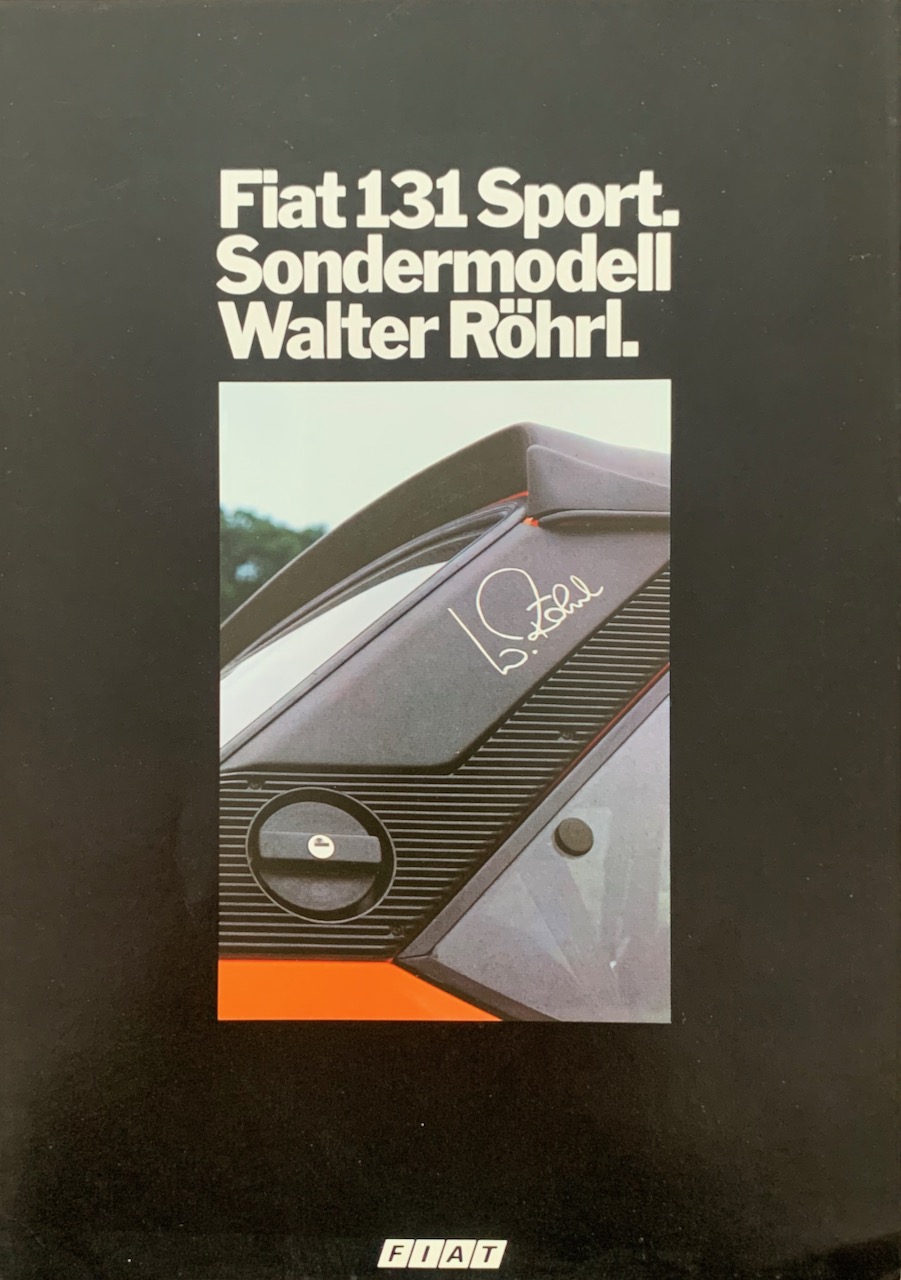 Fiat 131 Sport.
Sondermodell
Walter Röhrl.
W. Röhrl
FIAT